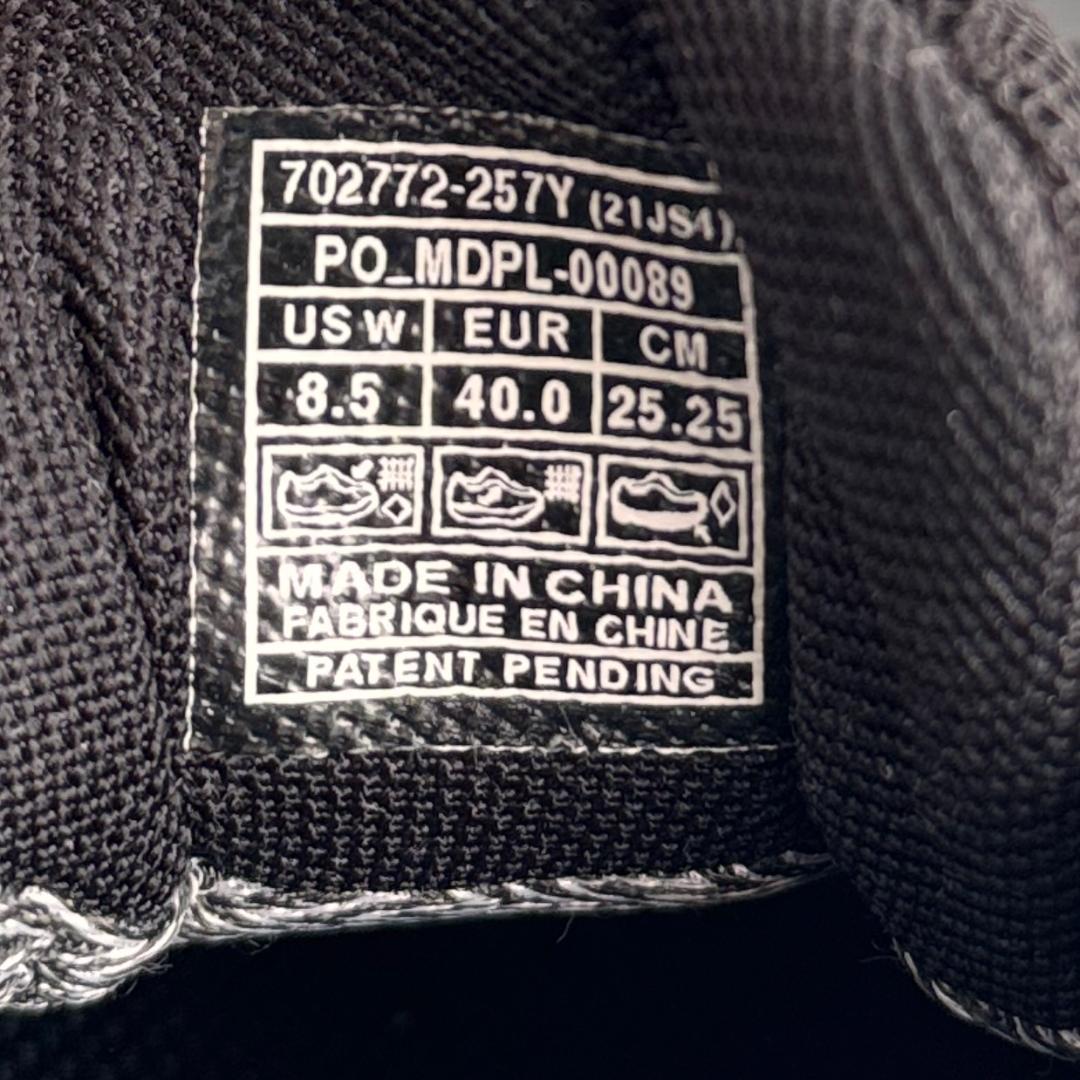 702772-257Y (21JS4)
PO_MDPL-00089
US W EUR CM
8.5 40.0 25.25
MADE IN CHINA
FABRIQUE EN CHINE
PATENT PENDING